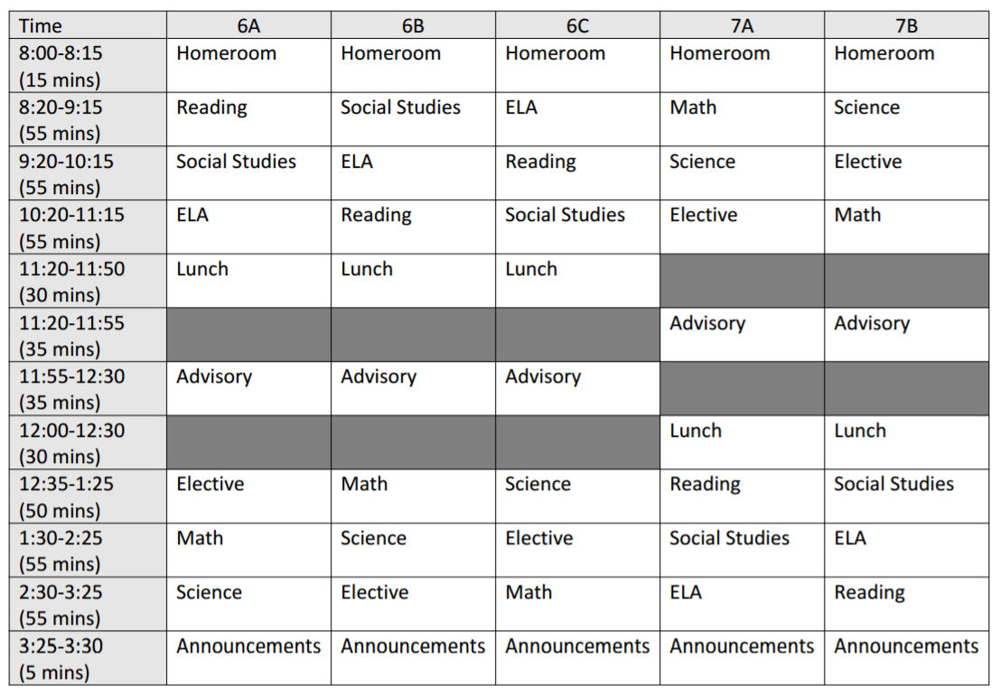 Time 6A 6B 6C 7A 7B
8:00-8:15 Homeroom Homeroom Homeroom Homeroom Homeroom
(15 mins)
8:20-9:15 Reading Social Studies ELA Math Science
(55 mins)
9:20-10:15 Social Studies ELA Reading Science Elective
(55 mins)
10:20-11:15 ELA Reading Social Studies Elective Math
(55 mins)
11:20-11:50 Lunch Lunch Lunch
(30 mins)
11:20-11:55 Advisory Advisory
(35 mins)
11:55-12:30 Advisory Advisory Advisory
(35 mins)
12:00-12:30 Lunch Lunch
(30 mins)
12:35-1:25 Elective Math Science Reading Social Studies
(50 mins)
1:30-2:25 Math Science Elective Social Studies ELA
(55 mins)
2:30-3:25 Science Elective Math ELA Reading
(55 mins)
3:25-3:30 Announcements Announcements Announcements Announcements Announcements
(5 mins)